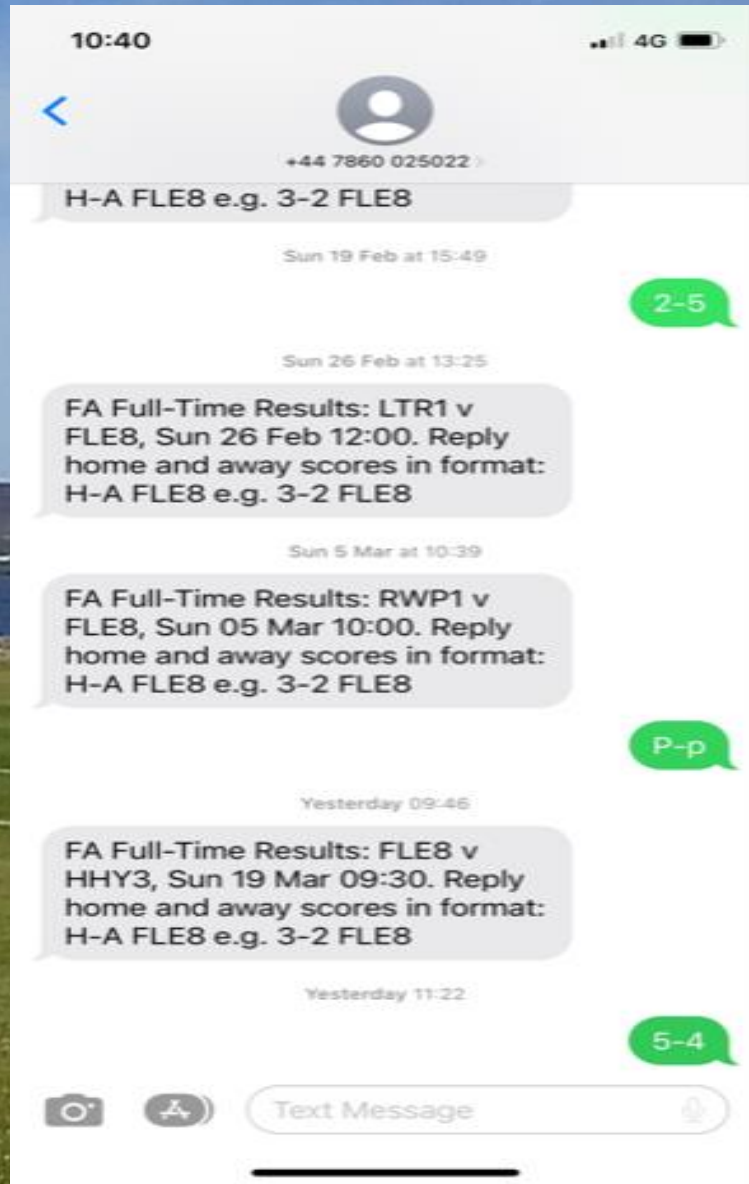 10:40
4G
+44 7860 025022
H-A FLE8 e.g. 3-2 FLE8
Sun 19 Feb at 15:49
2-5
Sun 26 Feb at 13:25
FA Full-Time Results: LTR1 v
FLE8, Sun 26 Feb 12:00. Reply
home and away scores in format:
H-A FLE8 e.g. 3-2 FLE8
Sun 5 Mar at 10:39
FA Full-Time Results: RWP1 v
FLE8, Sun 05 Mar 10:00. Reply
home and away scores in format:
H-A FLE8 e.g. 3-2 FLE8
P-p
Yesterday 09:46
FA Full-Time Results: FLE8 v
HHY3, Sun 19 Mar 09:30. Reply
home and away scores in format:
H-A FLE8 e.g. 3-2 FLE8
Yesterday 11:22
5-4
Text Message